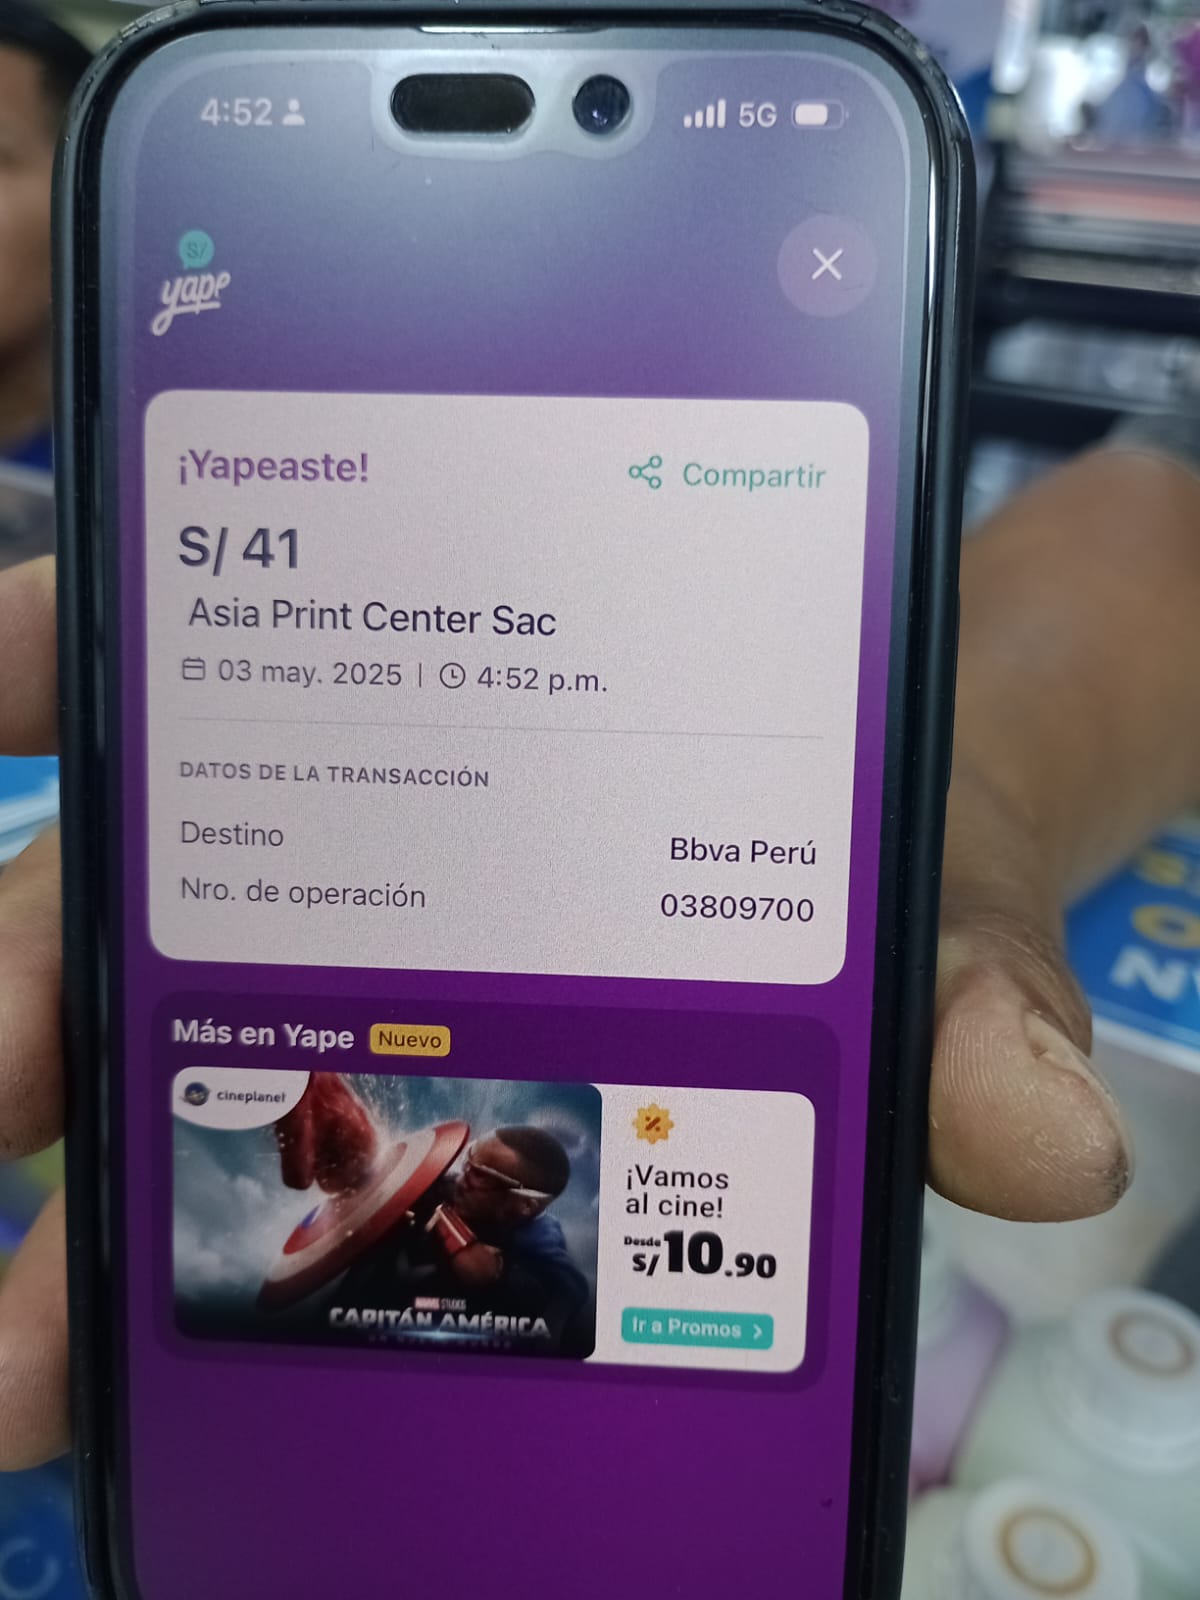 4:52
5G
S/
yape
¡Yapeaste!
Compartir
S/ 41
Asia Print Center Sac
03 may. 2025 | 4:52 p.m.
DATOS DE LA TRANSACCIÓN
Destino
Bbva Perú
Nro. de operación
03809700
Más en Yape
Nuevo
cineplanet
MARVEL STUDIOS
CAPITÁN AMÉRICA
¡Vamos
al cine!
Desde
S/10.90
Ir a Promos >